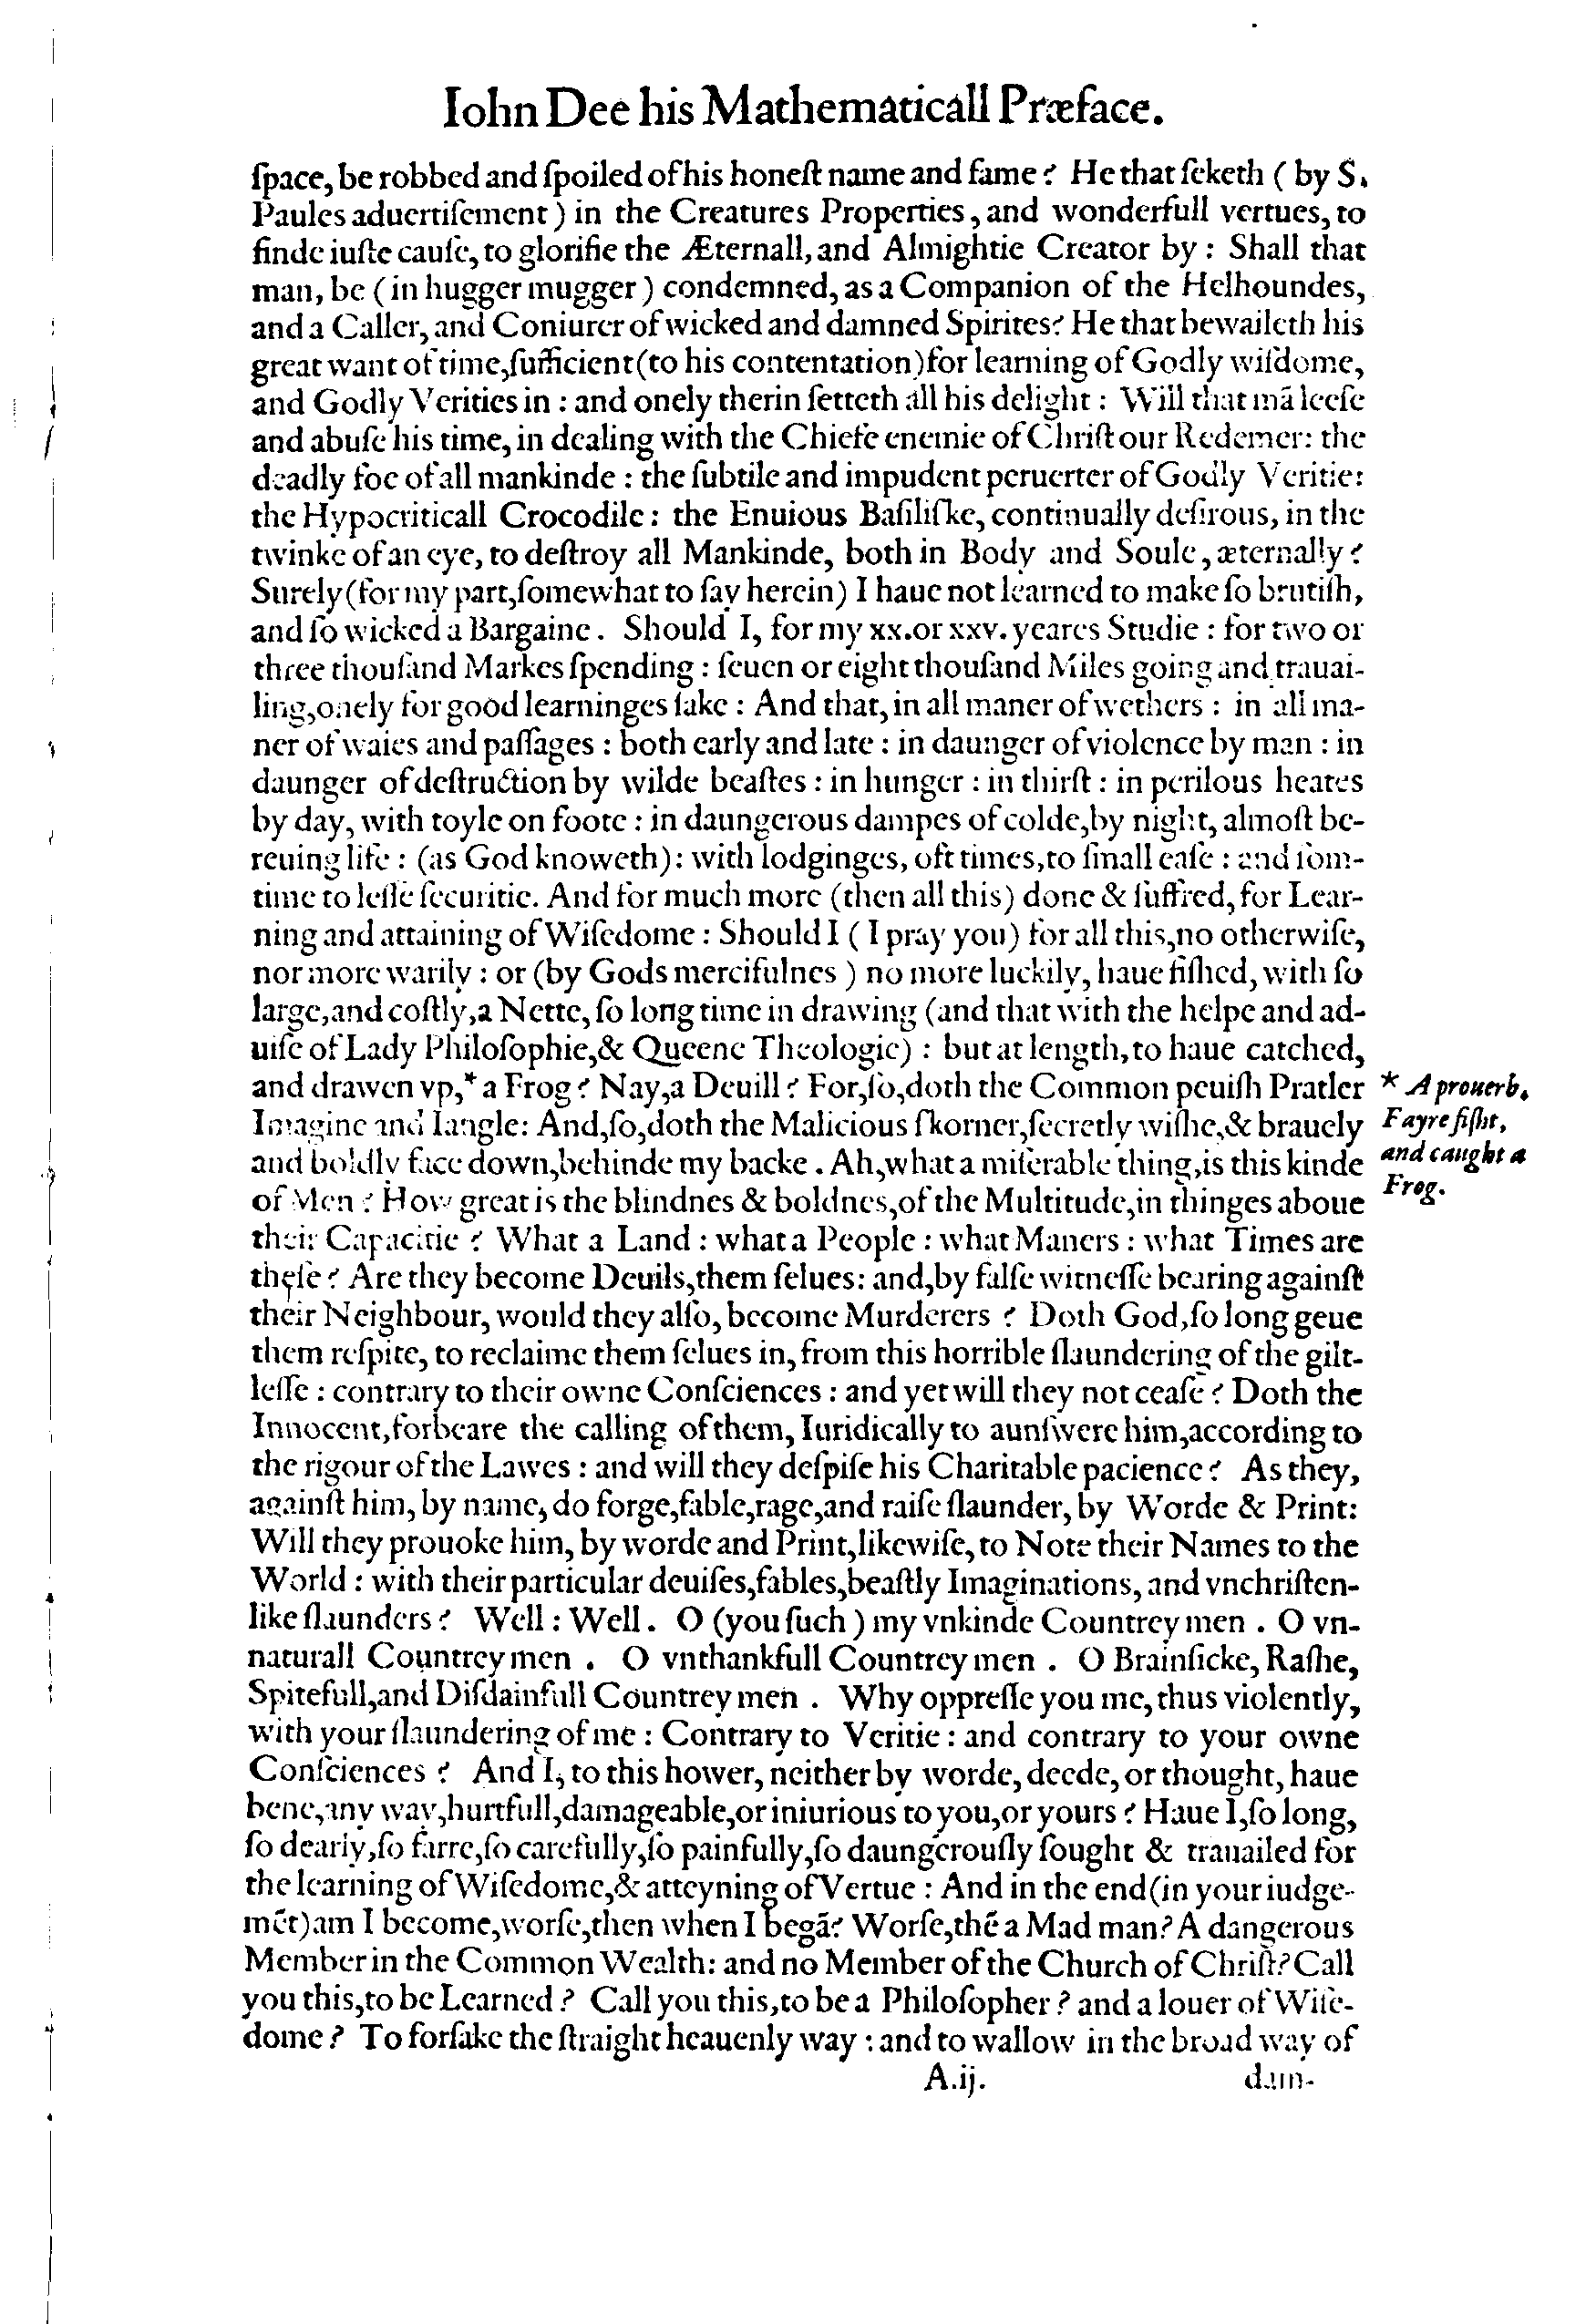 Iohn Dee his Mathematicall Præface.
ſpace, be robbed and ſpoiled of his honeſt name and fame? He that ſeketh ( by S.
Paules aduertiſement ) in the Creatures Properties, and wonderfull vertues, to
finde iuſte cauſe, to glorifie the Æternall, and Almightie Creator by : Shall that
man, be ( in hugger mugger ) condemned, as a Companion of the Helhoundes,
and a Caller, and Coniurer of wicked and damned Spirites? He that bewaileth his
great want of time, ſufficient (to his contentation) for learning of Godly wiſdome,
and Godly Verities in : and onely therin ſetteth all his delight : Will that mā leeſe
and abuſe his time, in dealing with the Chiefe enemie of Chriſt our Redemer: the
deadly foe of all mankinde : the ſubtile and impudent peruerter of Godly Veritie:
the Hypocriticall Crocodile : the Enuious Baſiliſke, continually deſirous, in the
twinke of an eye, to deſtroy all Mankinde, both in Body and Soule, æternally?
Surely (for my part, ſomewhat to ſay herein) I haue not learned to make ſo brutiſh,
and ſo wicked a Bargaine. Should I, for my xx. or xxv. yeares Studie : for two or
three thouſand Markes ſpending : ſeuen or eight thouſand Miles going and trauai-
ling, onely for good learninges ſake : And that, in all maner of wethers : in all ma-
ner of waies and paſſages : both early and late : in daunger of violence by man : in
daunger of deſtruction by wilde beaſtes : in hunger : in thirſt : in perilous heates
by day, with toyle on foote : in daungerous dampes of colde, by night, almoſt be-
reuing life : (as God knoweth): with lodginges, oft times, to ſmall eaſe : and ſom-
time to leſſe ſecuritie. And for much more (then all this) done & ſuffred, for Lear-
ning and attaining of Wiſedome : Should I ( I pray you) for all this, no otherwiſe,
nor more warily : or (by Gods mercifulnes ) no more luckily, haue fiſhed, with ſo
large, and coſtly, a Nette, ſo long time in drawing (and that with the helpe and ad-
uiſe of Lady Philoſophie, & Queene Theologie) : but at length, to haue catched,
and drawen vp, * a Frog? Nay, a Deuill? For, ſo, doth the Common peuiſh Pratler
Imagine and Iangle: And, ſo, doth the Malicious ſkorner, ſecretly wiſhe, & brauely
and boldly face down, behinde my backe. Ah, what a miſerable thing, is this kinde
of Men? How great is the blindnes & boldnes, of the Multitude, in thinges aboue
their Capacitie? What a Land : what a People : what Maners : what Times are
theſe? Are they become Deuils, them ſelues: and, by falſe witneſſe bearing againſt
their Neighbour, would they alſo, become Murderers? Doth God, ſo long geue
them reſpite, to reclaime them ſelues in, from this horrible ſlaundering of the gilt-
leſſe : contrary to their owne Conſciences : and yet will they not ceaſe? Doth the
Innocent, forbeare the calling of them, Iuridically to aunſwere him, according to
the rigour of the Lawes : and will they deſpiſe his Charitable pacience? As they,
againſt him, by name, do forge, fable, rage, and raiſe ſlaunder, by Worde & Print:
Will they prouoke him, by worde and Print, likewiſe, to Note their Names to the
World : with their particular deuiſes, fables, beaſtly Imaginations, and vnchriſten-
like ſlaunders? Well : Well. O (you ſuch ) my vnkinde Countrey men. O vn-
naturall Countrey men. O vnthankfull Countrey men. O Brainſicke, Raſhe,
Spitefull, and Diſdainfull Countrey men. Why oppreſſe you me, thus violently,
with your ſlaundering of me : Contrary to Veritie : and contrary to your owne
Conſciences? And I, to this hower, neither by worde, deede, or thought, haue
bene, any way, hurtfull, damageable, or iniurious to you, or yours? Haue I, ſo long,
ſo dearly, ſo farre, ſo carefully, ſo painfully, ſo daungerouſly ſought & trauailed for
the learning of Wiſedome, & atteyning of Vertue : And in the end (in your iudge-
mēt) am I become, worſe, then when I begā? Worſe, thē a Mad man? A dangerous
Member in the Common Wealth: and no Member of the Church of Chriſt? Call
you this, to be Learned? Call you this, to be a Philoſopher? and a louer of Wiſe-
dome? To forſake the ſtraight heauenly way : and to wallow in the broad way of
A.ij. dam-
* A prouerb,
Fayre fiſht,
and caught a
Frog.